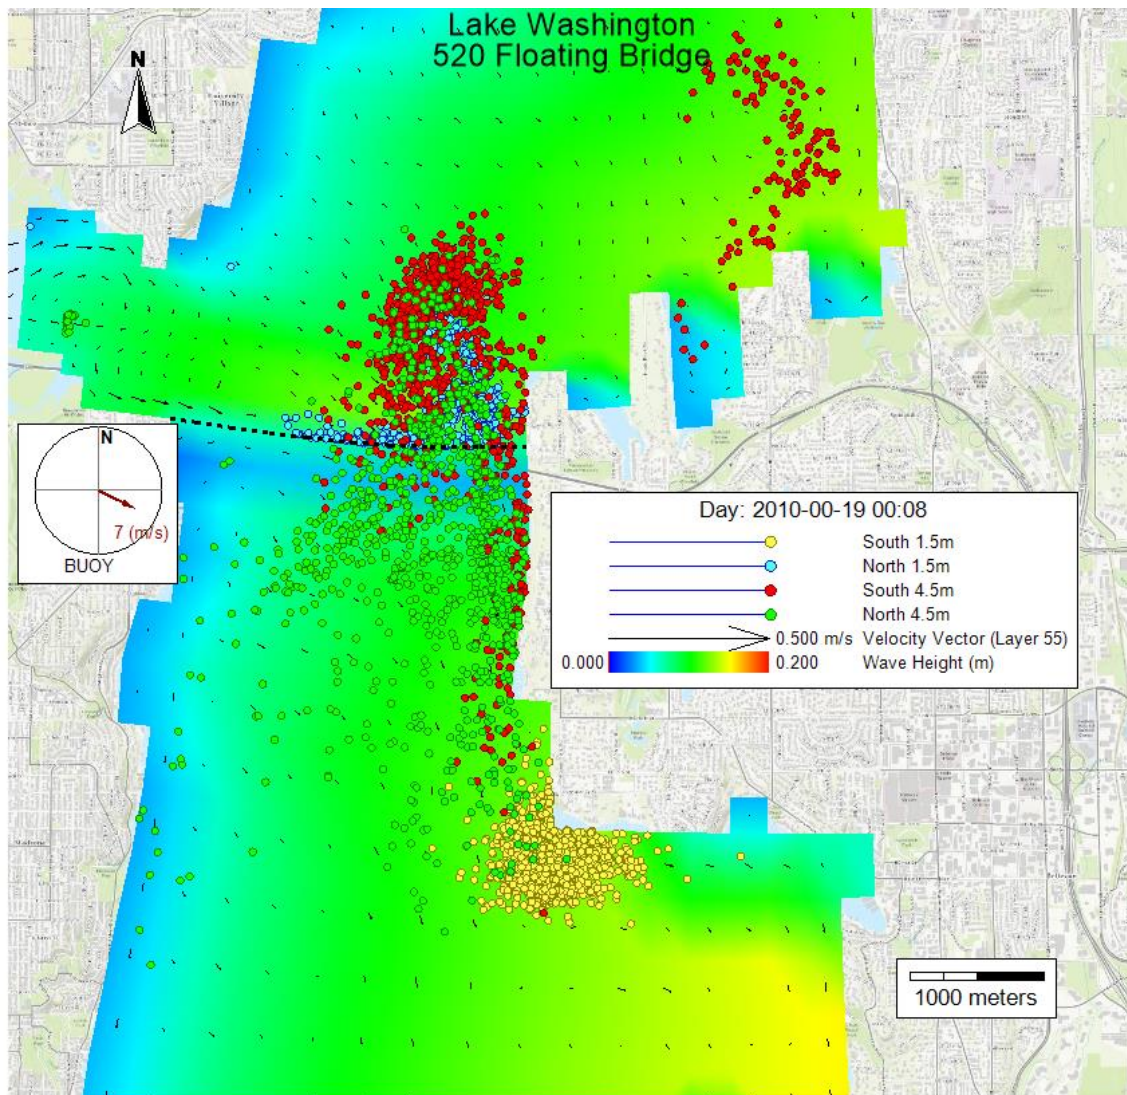 Lake Washington
520 Floating Bridge
N
N
7 (m/s)
BUOY
Day: 2010-00-19 00:08
South 1.5m
North 1.5m
South 4.5m
North 4.5m
0.500 m/s Velocity Vector (Layer 55)
0.000 0.200 Wave Height (m)
1000 meters